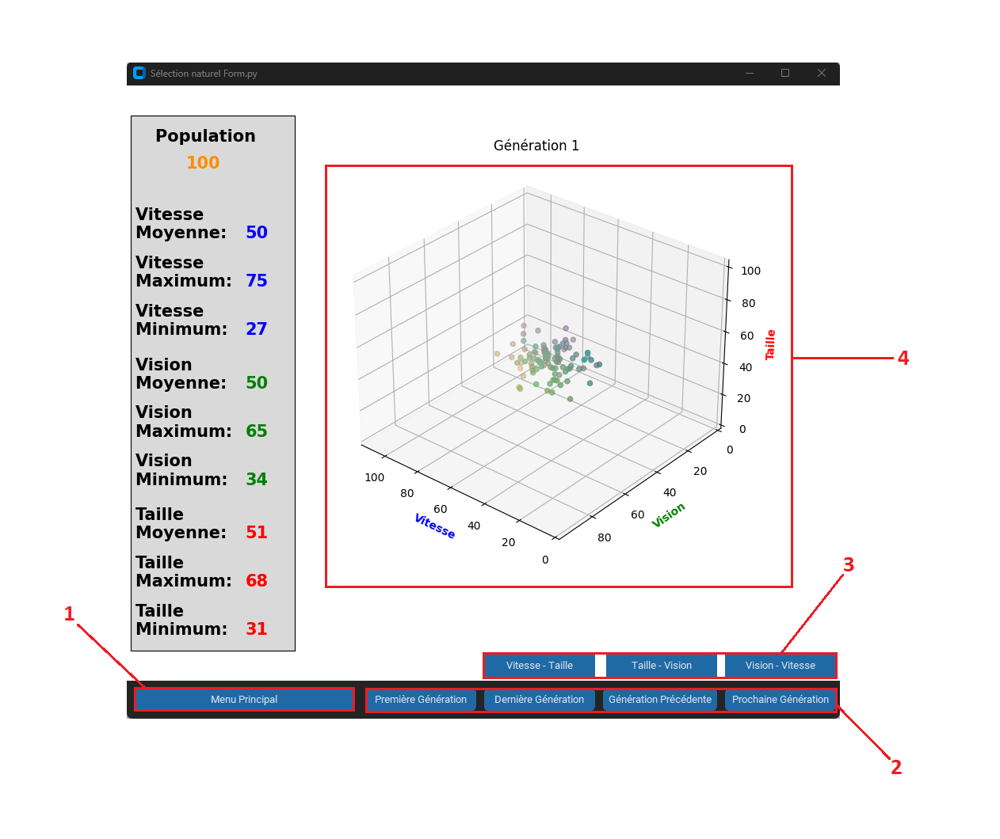 Sélection naturel Form.py
Population
100
Vitesse
Moyenne: 50
Vitesse
Maximum: 75
Vitesse
Minimum: 27
Vision
Moyenne: 50
Vision
Maximum: 65
Vision
Minimum: 34
Taille
Moyenne: 51
Taille
Maximum: 68
Taille
Minimum: 31
Génération 1
100
80
60
40
20
0
Taille
100
80
60
40
20
0
Vitesse
80
60
40
20
0
Vision
4
3
1
Vitesse - Taille
Taille - Vision
Vision - Vitesse
Menu Principal
Première Génération
Dernière Génération
Génération Précédente
Prochaine Génération
2